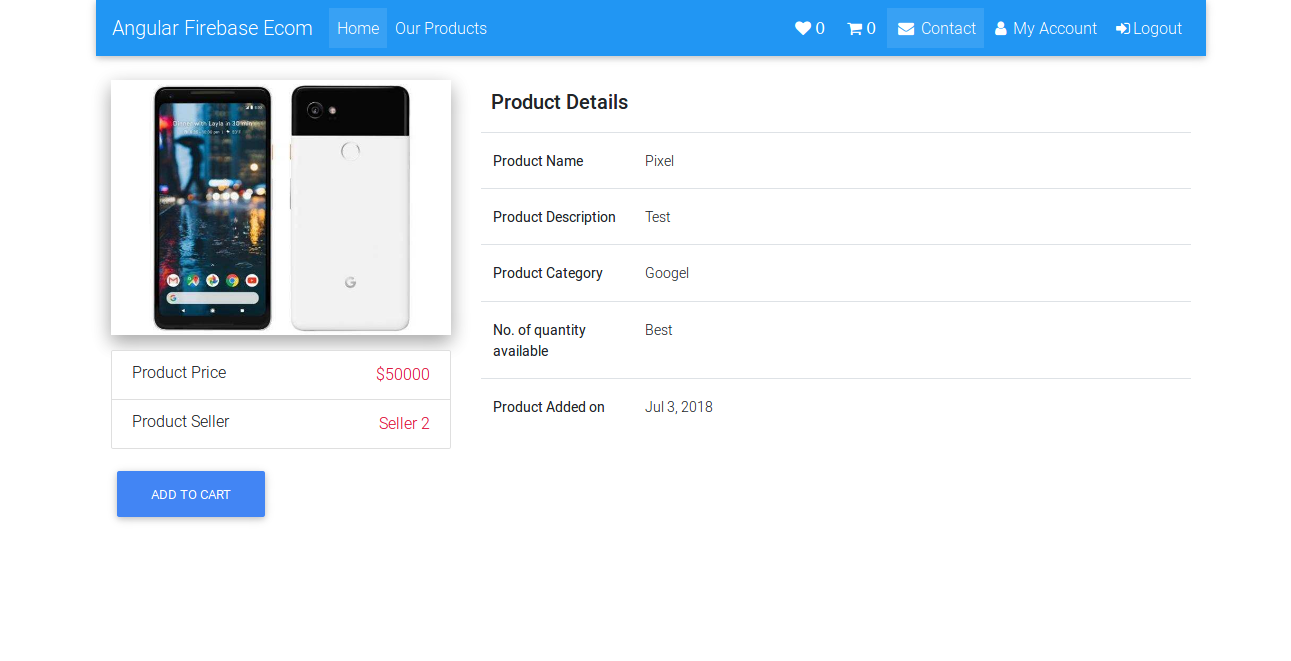 Angular Firebase Ecom Home Our Products 0 0 Contact My Account Logout
Product Details
Product Name Pixel
Product Description Test
Product Category Googel
No. of quantity available Best
Product Added on Jul 3, 2018
G
G
Product Price $50000
Product Seller Seller 2
ADD TO CART